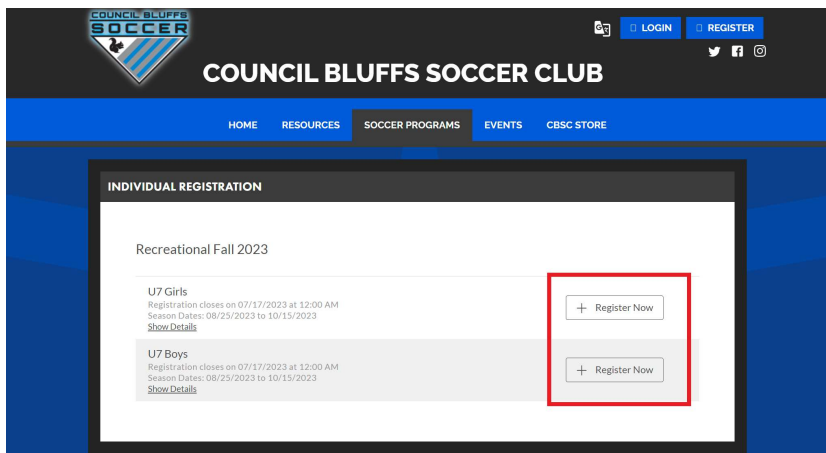 COUNCIL BLUFFS
SOCCER
LOGIN
REGISTER
COUNCIL BLUFFS SOCCER CLUB
HOME RESOURCES SOCCER PROGRAMS EVENTS CBSC STORE
INDIVIDUAL REGISTRATION
Recreational Fall 2023
U7 Girls
Registration closes on 07/17/2023 at 12:00 AM
Season Dates: 08/25/2023 to 10/15/2023
Show Details
+ Register Now
U7 Boys
Registration closes on 07/17/2023 at 12:00 AM
Season Dates: 08/25/2023 to 10/15/2023
Show Details
+ Register Now